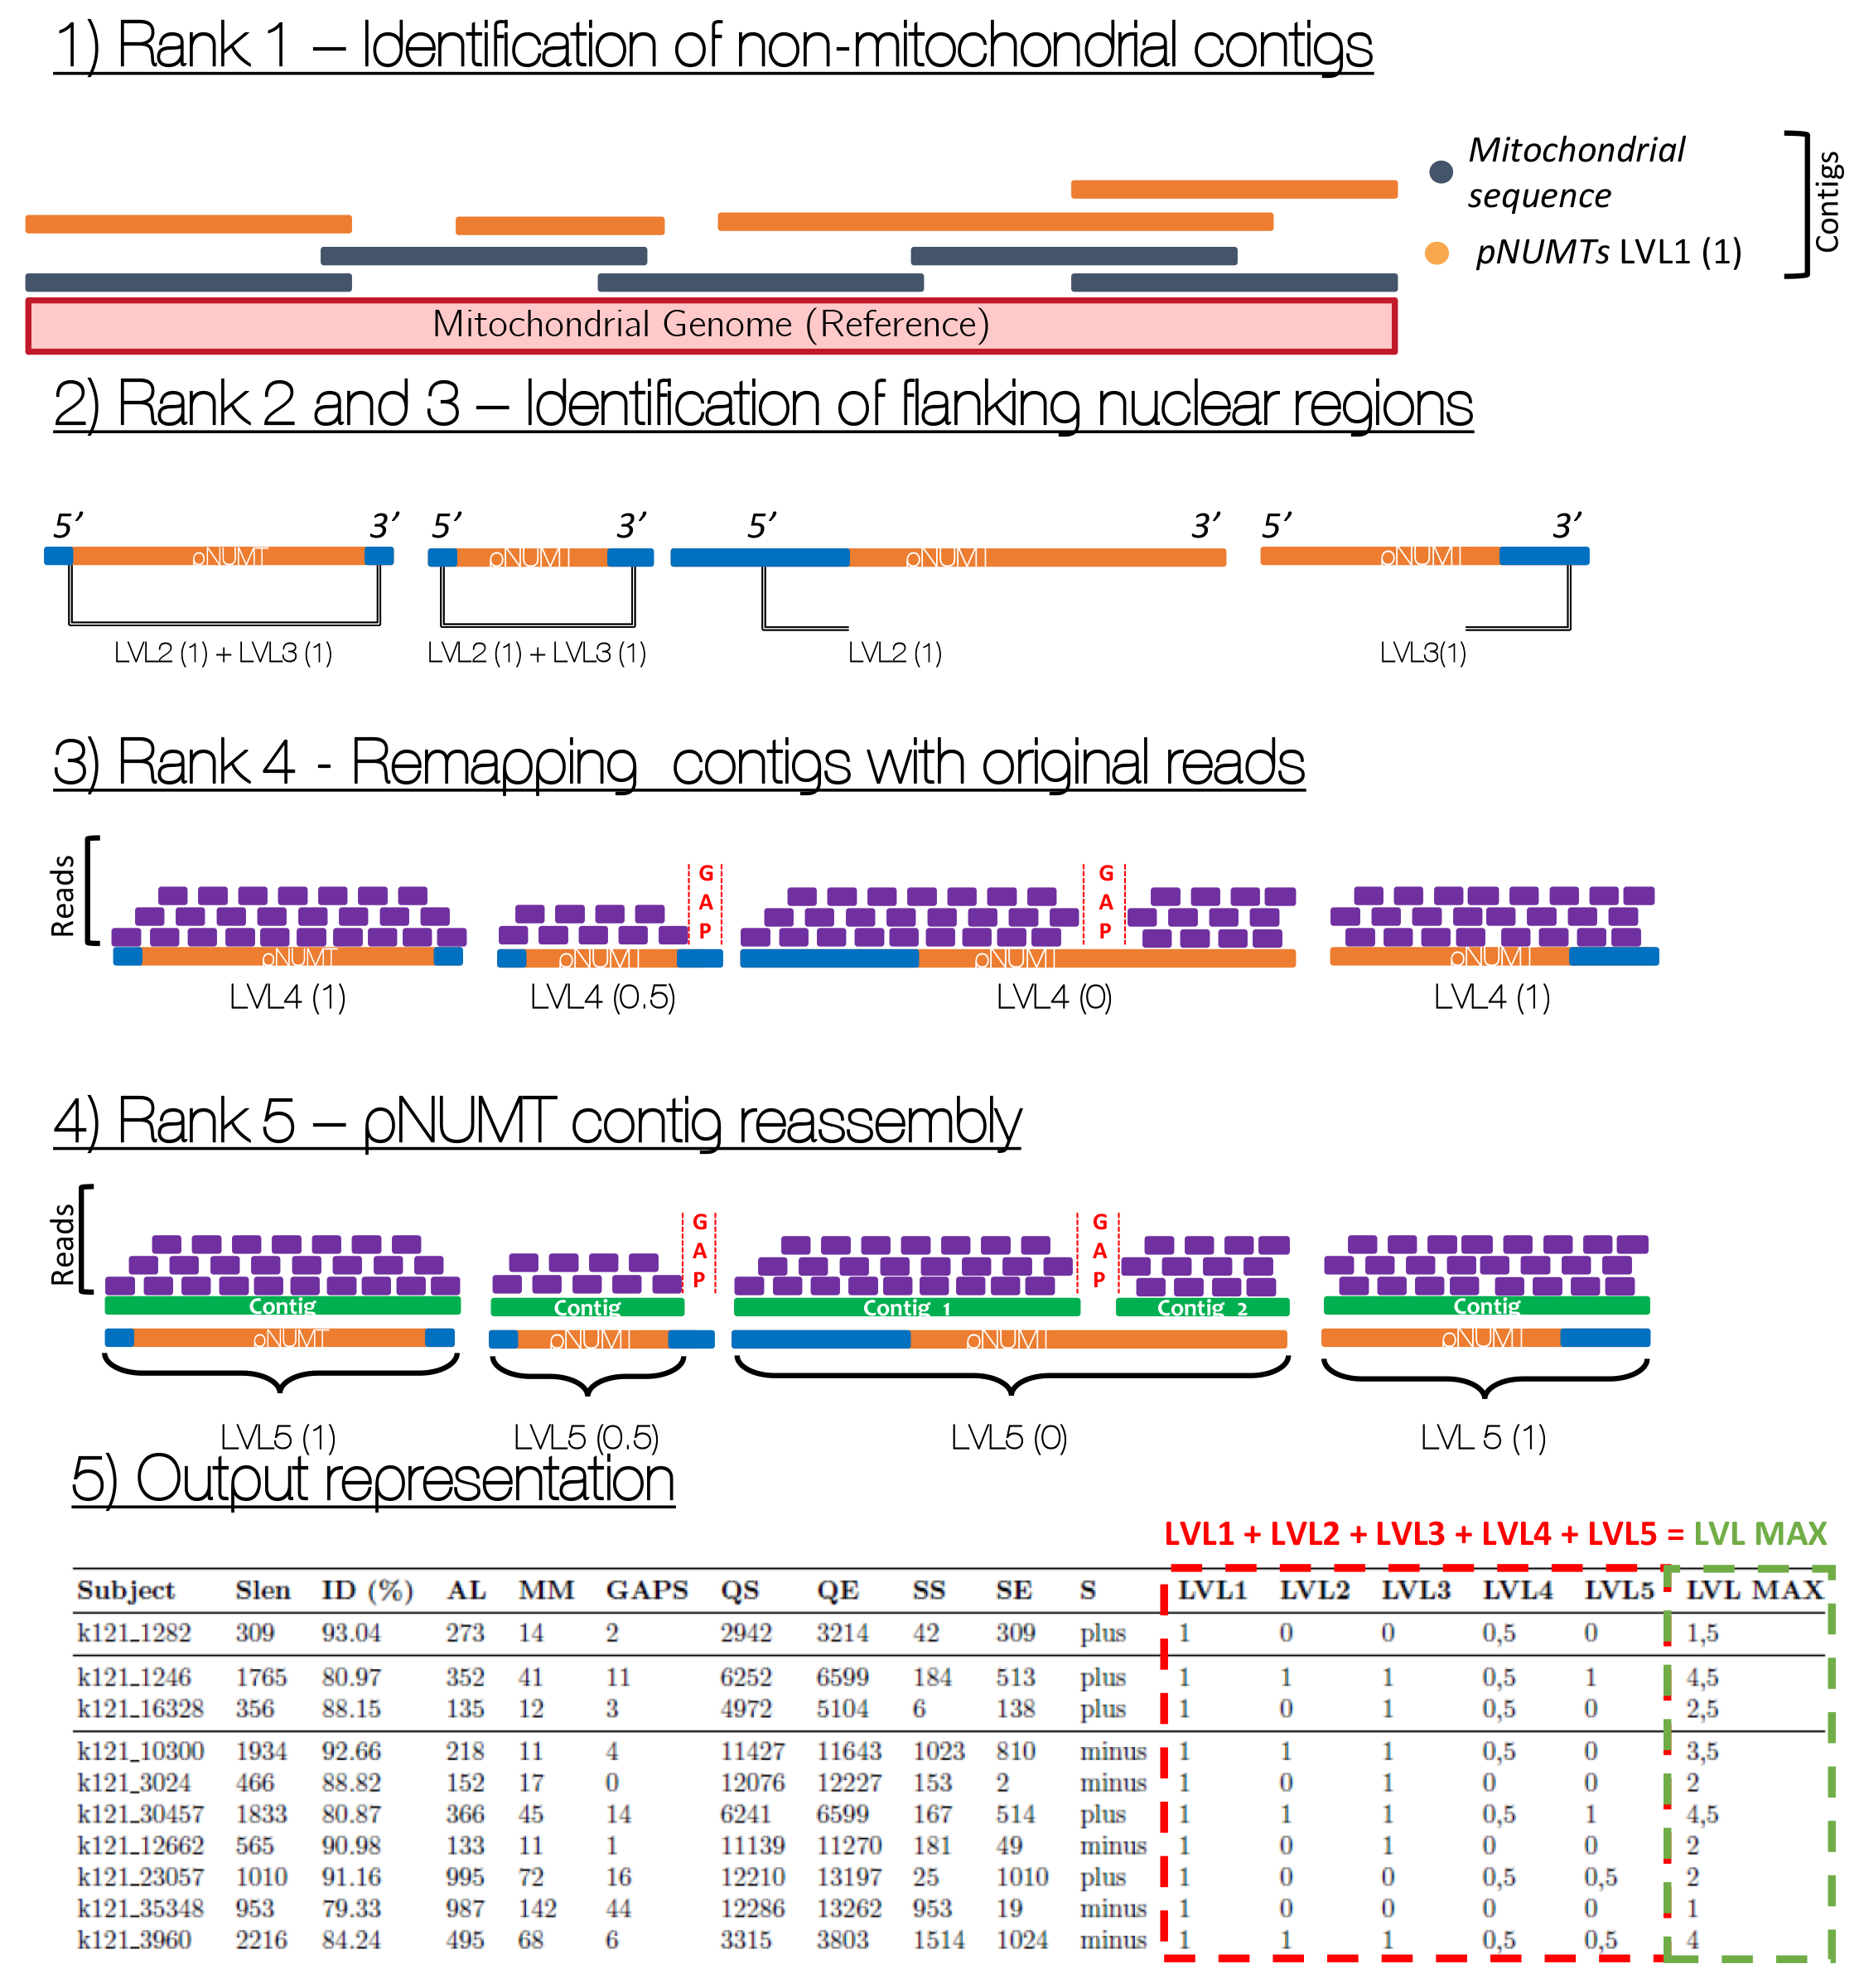 1) Rank 1 – Identification of non-mitochondrial contigs
Mitochondrial
sequence
pNUMTs LVL1 (1)
Contigs
Mitochondrial Genome (Reference)
2) Rank 2 and 3 – Identification of flanking nuclear regions
5’ 3’ 5’ 3’ 5’ 3’ 5’ 3’
pNUMT pNUMT pNUMT pNUMT
LVL2 (1) + LVL3 (1) LVL2 (1) + LVL3 (1) LVL2 (1) LVL3(1)
3) Rank 4 - Remapping contigs with original reads
Reads
GAP GAP
pNUMT pNUMT pNUMT pNUMT
LVL4 (1) LVL4 (0.5) LVL4 (0) LVL4 (1)
4) Rank 5 – pNUMT contig reassembly
Reads
GAP GAP
Contig Contig Contig 1 Contig 2 Contig
pNUMT pNUMT pNUMT pNUMT
LVL5 (1) LVL5 (0.5) LVL5 (0) LVL 5 (1)
5) Output representation
LVL1 + LVL2 + LVL3 + LVL4 + LVL5 = LVL MAX
Subject Slen ID (%) AL MM GAPS QS QE SS SE S LVL1 LVL2 LVL3 LVL4 LVL5 LVL MAX
k121_1282 309 93.04 273 14 2 2942 3214 42 309 plus 1 0 0 0,5 0 1,5
k121_1246 1765 80.97 352 41 11 6252 6599 184 513 plus 1 1 1 0,5 1 4,5
k121_16328 356 88.15 135 12 3 4972 5104 6 138 plus 1 0 1 0,5 0 2,5
k121_10300 1934 92.66 218 11 4 11427 11643 1023 810 minus 1 1 1 0,5 0 3,5
k121_3024 466 88.82 152 17 0 12076 12227 153 2 minus 1 0 1 0 0 2
k121_30457 1833 80.87 366 45 14 6241 6599 167 514 plus 1 1 1 0,5 1 4,5
k121_12662 565 90.98 133 11 1 11139 11270 181 49 minus 1 0 1 0 0 2
k121_23057 1010 91.16 995 72 16 12210 13197 25 1010 plus 1 0 0 0,5 0,5 2
k121_35348 953 79.33 987 142 44 12286 13262 953 19 minus 1 0 0 0 0 1
k121_3960 2216 84.24 495 68 6 3315 3803 1514 1024 minus 1 1 1 0,5 0,5 4